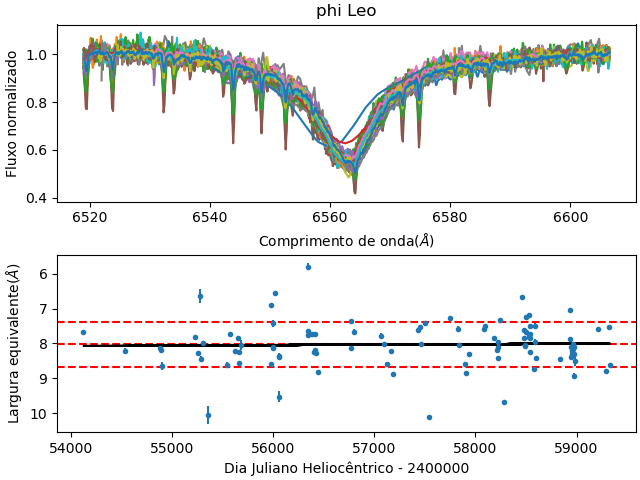 phi Leo
Fluxo normalizado
1.0
0.8
0.6
0.4
6520 6540 6560 6580 6600
Comprimento de onda(Å)
Largura equivalente(Å)
6
7
8
9
10
54000 55000 56000 57000 58000 59000
Dia Juliano Heliocêntrico - 2400000